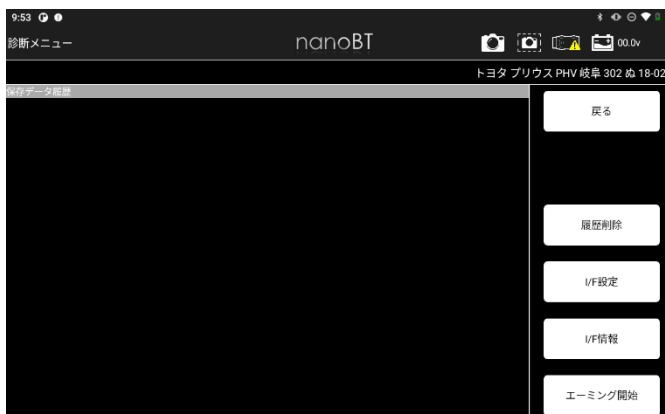 9:53
診断メニュー
nanoBT
00.0v
トヨタ プリウス PHV 岐阜 302 ぬ 18-02
保存データ履歴
戻る
履歴削除
I/F設定
I/F情報
エーミング開始